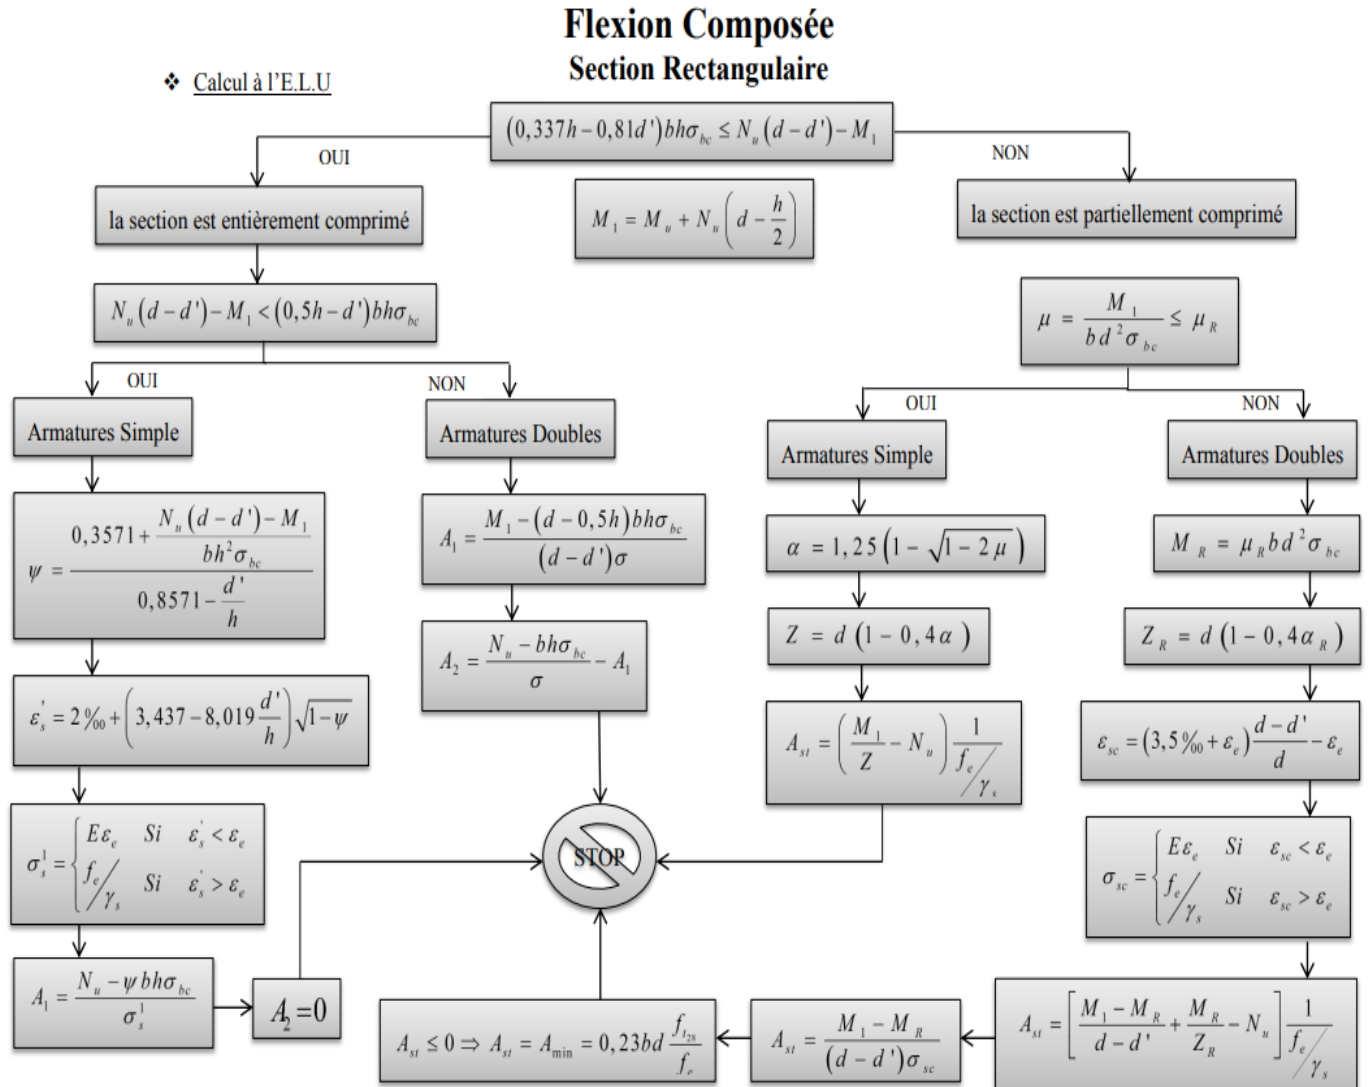 Flexion Composée
Section Rectangulaire
❖ Calcul à l'E.L.U
(0,337h − 0,81d')bhσ_bc ≤ N_u(d − d') − M_1
OUI
NON
la section est entièrement comprimé
M_1 = M_u + N_u(d − h/2)
la section est partiellement comprimé
N_u(d − d') − M_1 < (0,5h − d')bhσ_bc
μ = M_1 / (bd²σ_bc) ≤ μ_R
OUI
NON
OUI
NON
Armatures Simple
Armatures Doubles
Armatures Simple
Armatures Doubles
ψ = (0,3571 + (N_u(d − d') − M_1) / (bh²σ_bc)) / (0,8571 − d'/h)
A_1 = (M_1 − (d − 0,5h)bhσ_bc) / ((d − d')σ)
α = 1,25(1 − √(1 − 2μ))
M_R = μ_R bd²σ_bc
A_2 = (N_u − bhσ_bc) / σ − A_1
Z = d(1 − 0,4α)
Z_R = d(1 − 0,4α_R)
ε_s' = 2‰ + (3,437 − 8,019 d'/h)√(1 − ψ)
A_st = (M_1/Z − N_u) 1/(f_e/γ_s)
ε_sc = (3,5‰ + ε_e) (d − d')/d − ε_e
σ_s^1 = { Eε_e Si ε_s' < ε_e
f_e/γ_s Si ε_s' > ε_e
STOP
σ_sc = { Eε_e Si ε_sc < ε_e
f_e/γ_s Si ε_sc > ε_e
A_1 = (N_u − ψbhσ_bc) / σ_s^1
A_2 = 0
A_st ≤ 0 ⇒ A_st = A_min = 0,23bd f_t28/f_e
A_st = (M_1 − M_R) / ((d − d')σ_sc)
A_st = [(M_1 − M_R)/(d − d') + M_R/Z_R − N_u] 1/(f_e/γ_s)